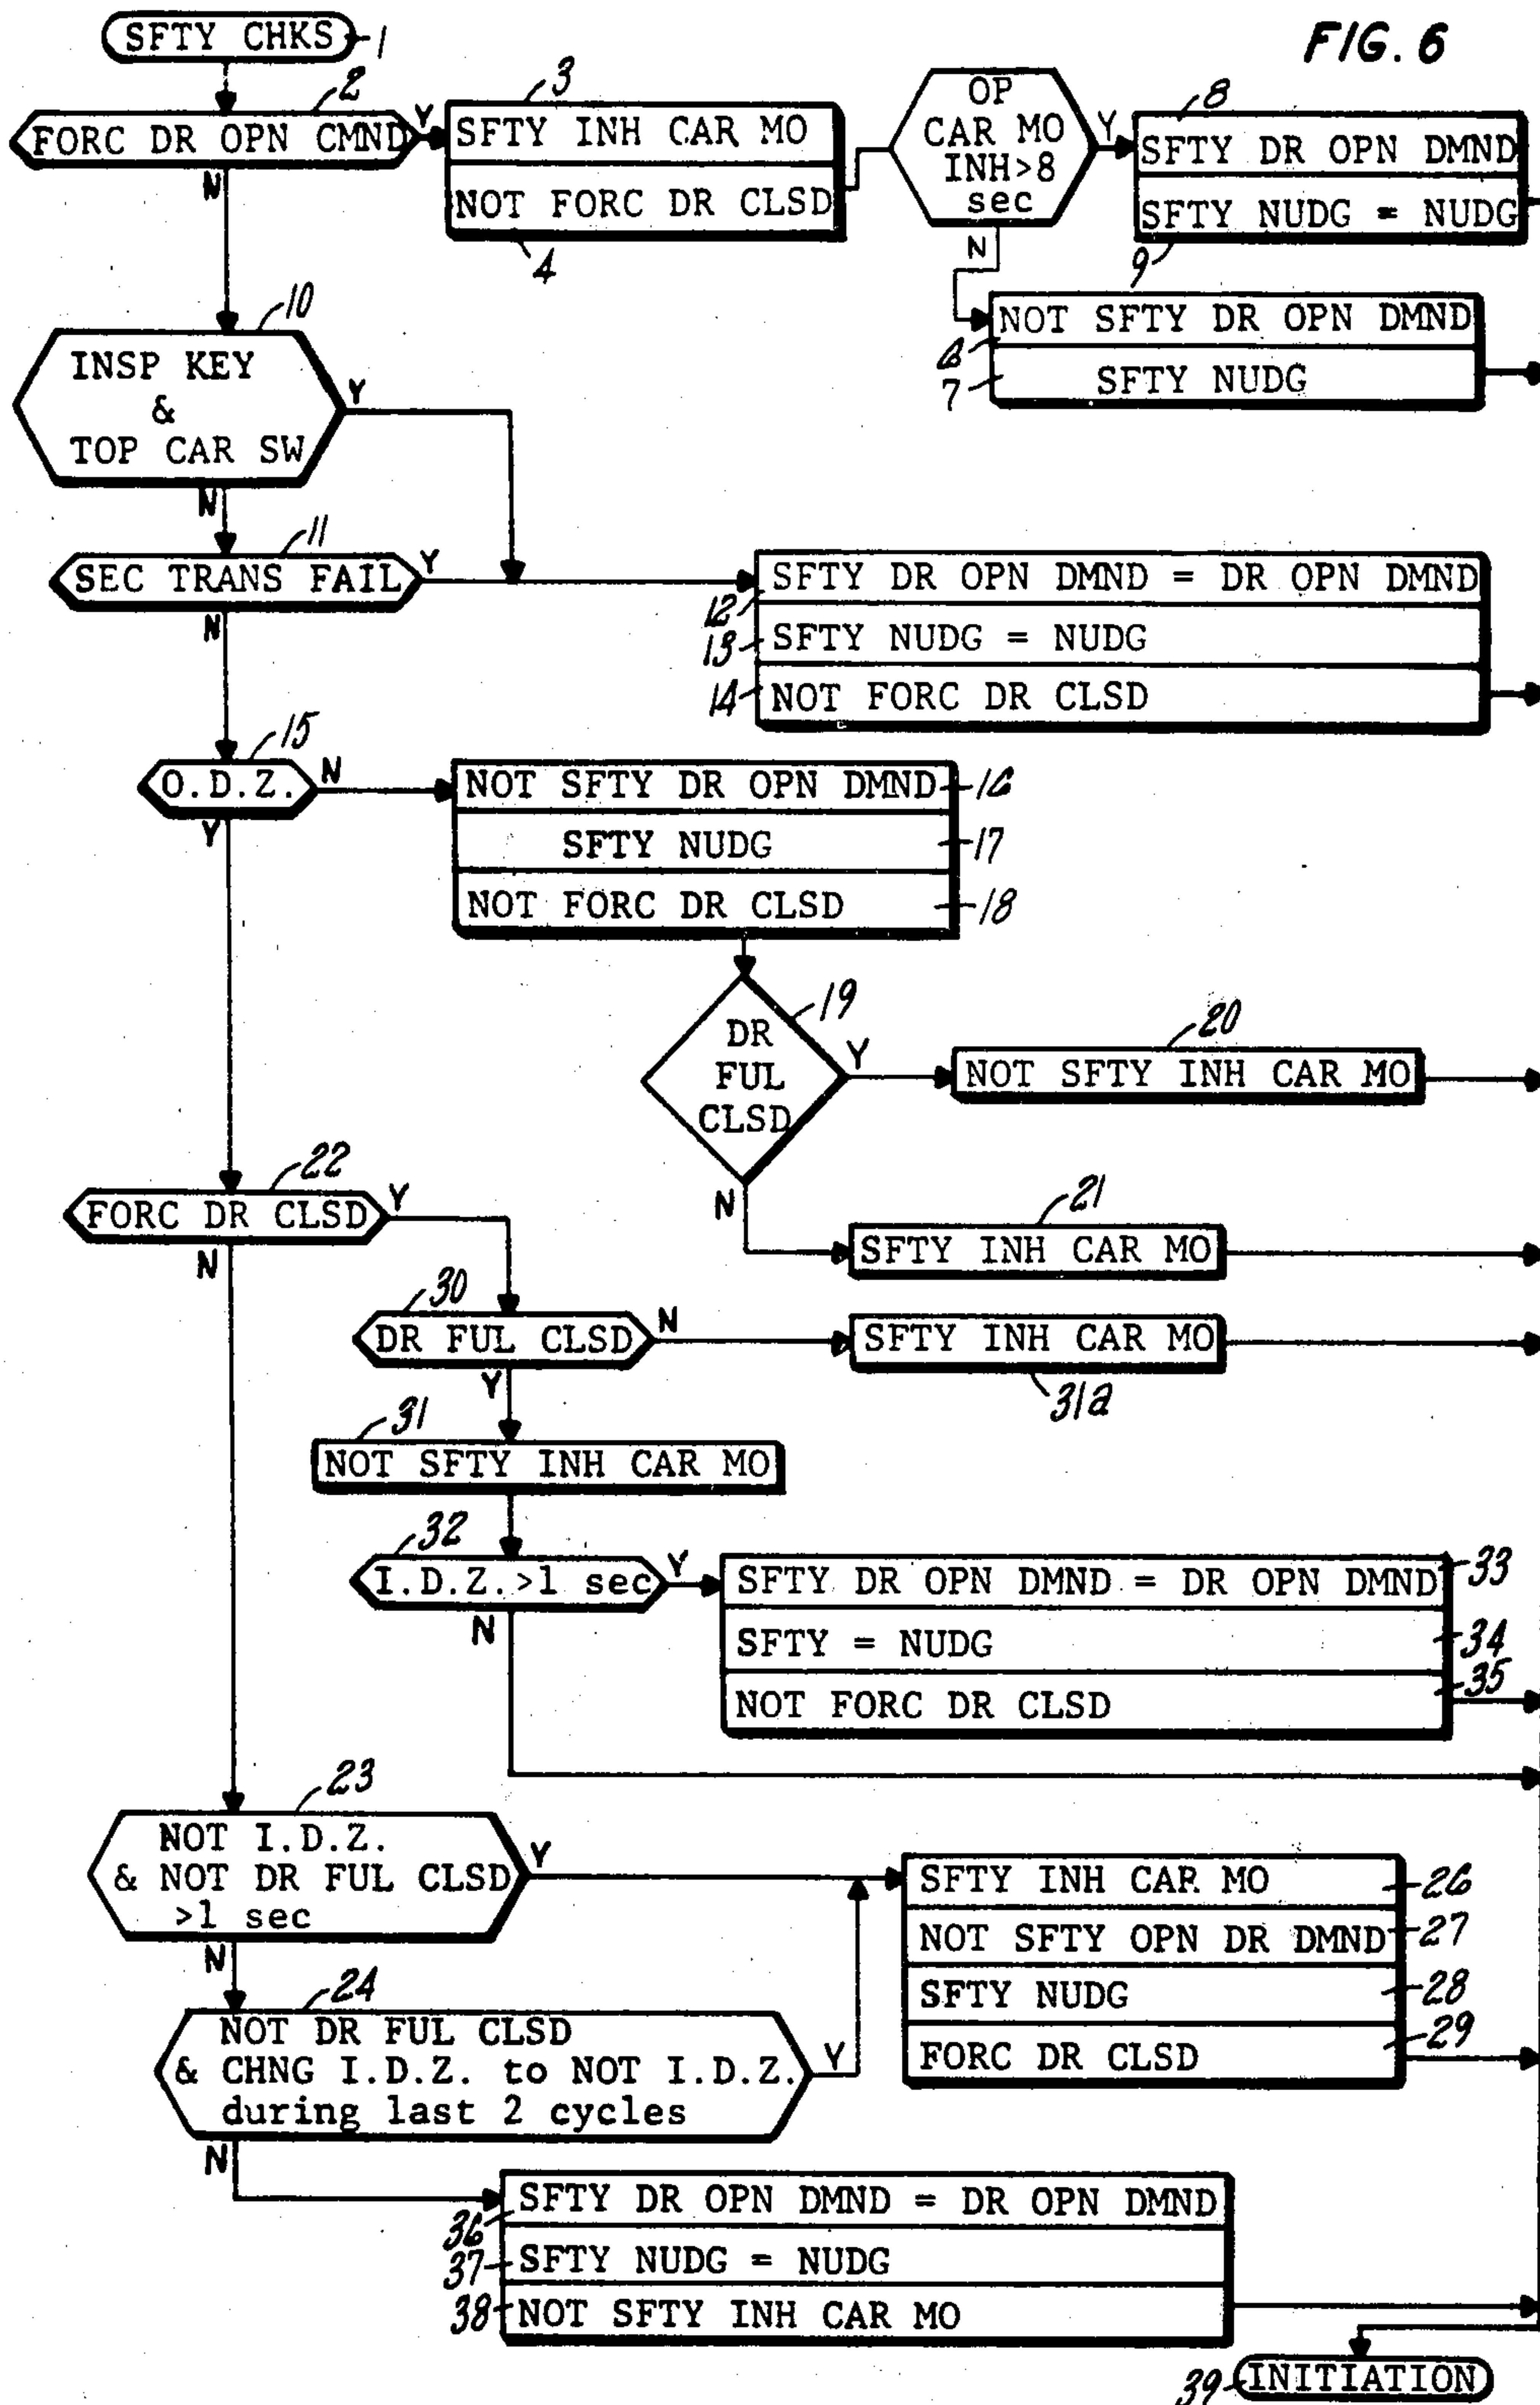 FIG. 6
SFTY CHKS 1
2
FORC DR OPN CMND Y
N
3
SFTY INH CAR MO
NOT FORC DR CLSD
4
OP
CAR MO
INH>8
sec
Y
N
8
SFTY DR OPN DMND
SFTY NUDG = NUDG
9
NOT SFTY DR OPN DMND
7 SFTY NUDG
10
INSP KEY
&
TOP CAR SW
Y
N
11
SEC TRANS FAIL Y
N
12 SFTY DR OPN DMND = DR OPN DMND
13 SFTY NUDG = NUDG
14 NOT FORC DR CLSD
15
O.D.Z. N
Y
NOT SFTY DR OPN DMND 16
SFTY NUDG 17
NOT FORC DR CLSD 18
19
DR
FUL
CLSD
Y
N
20
NOT SFTY INH CAR MO
21
SFTY INH CAR MO
22
FORC DR CLSD Y
N
30
DR FUL CLSD N
Y
SFTY INH CAR MO
31a
31
NOT SFTY INH CAR MO
32
I.D.Z.>1 sec Y
N
SFTY DR OPN DMND = DR OPN DMND 33
SFTY = NUDG 34
NOT FORC DR CLSD 35
23
NOT I.D.Z.
& NOT DR FUL CLSD
>1 sec
Y
N
24
NOT DR FUL CLSD
& CHNG I.D.Z. to NOT I.D.Z.
during last 2 cycles
Y
N
SFTY INH CAR MO 26
NOT SFTY OPN DR DMND 27
SFTY NUDG 28
FORC DR CLSD 29
36 SFTY DR OPN DMND = DR OPN DMND
37 SFTY NUDG = NUDG
38 NOT SFTY INH CAR MO
39 INITIATION